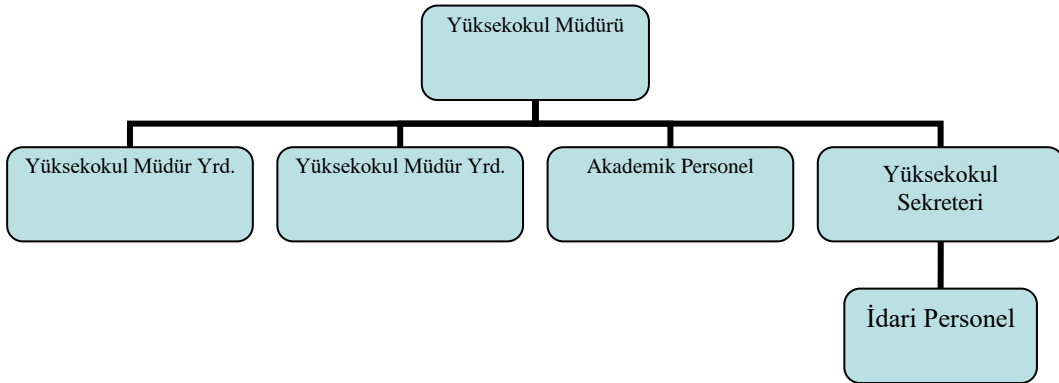 Yüksekokul Müdürü
Yüksekokul Müdür Yrd.
Yüksekokul Müdür Yrd.
Akademik Personel
Yüksekokul
Sekreteri
İdari Personel